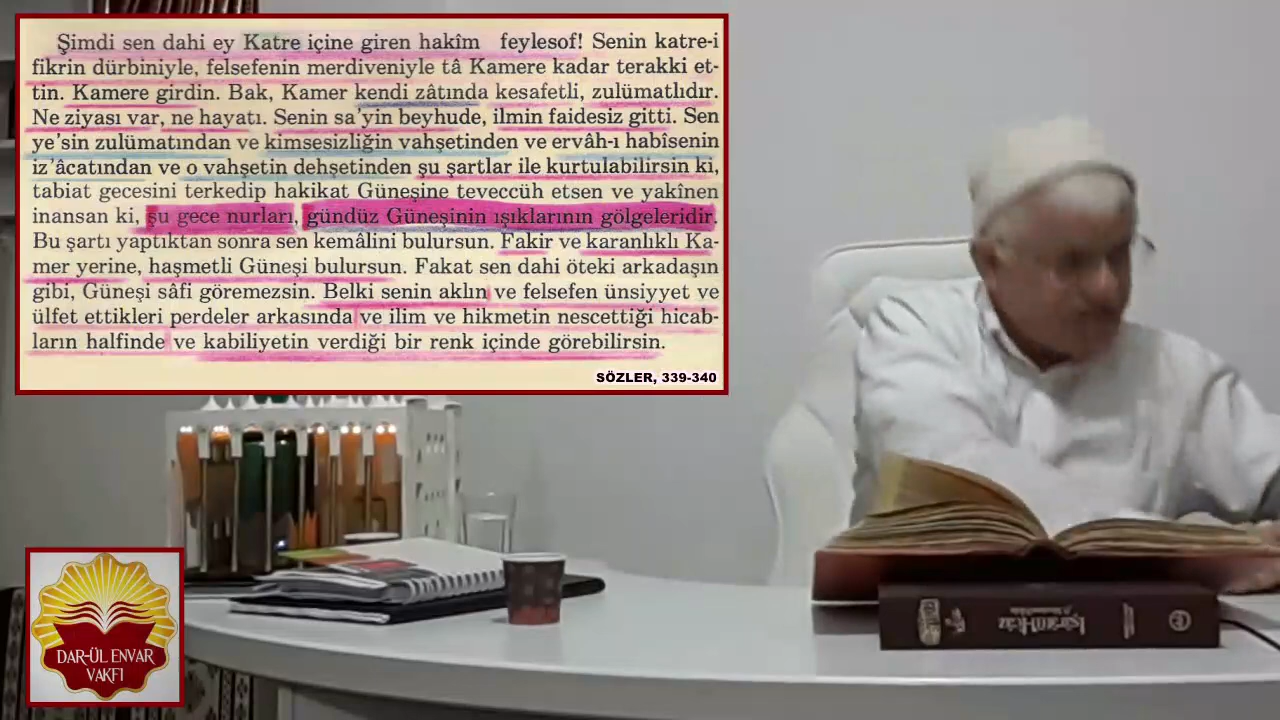 Şimdi sen dahi ey Katre içine giren hakîm feylesof! Senin katre-i
fikrin dürbiniyle, felsefenin merdiveniyle tâ Kamere kadar terakki et-
tin. Kamere girdin. Bak, Kamer kendi zâtında kesafetli, zulümatlıdır.
Ne ziyası var, ne hayatı. Senin sa'yin beyhude, ilmin faidesiz gitti. Sen
ye'sin zulümatından ve kimsesizliğin vahşetinden ve ervâh-ı habîsenin
iz'âcatından ve o vahşetin dehşetinden şu şartlar ile kurtulabilirsin ki,
tabiat gecesini terkedip hakikat Güneşine teveccüh etsen ve yakînen
inansan ki, şu gece nurları, gündüz Güneşinin ışıklarının gölgeleridir.
Bu şartı yaptıktan sonra sen kemâlini bulursun. Fakir ve karanlıklı Ka-
mer yerine, haşmetli Güneşi bulursun. Fakat sen dahi öteki arkadaşın
gibi, Güneşi sâfi göremezsin. Belki senin aklın ve felsefen ünsiyet ve
ülfet ettikleri perdeler arkasında ve ilim ve hikmetin nescettiği hicab-
ların halfinde ve kabiliyetin verdiği bir renk içinde görebilirsin.
SÖZLER, 339-340
DAR-ÜL ENVAR
VAKFI